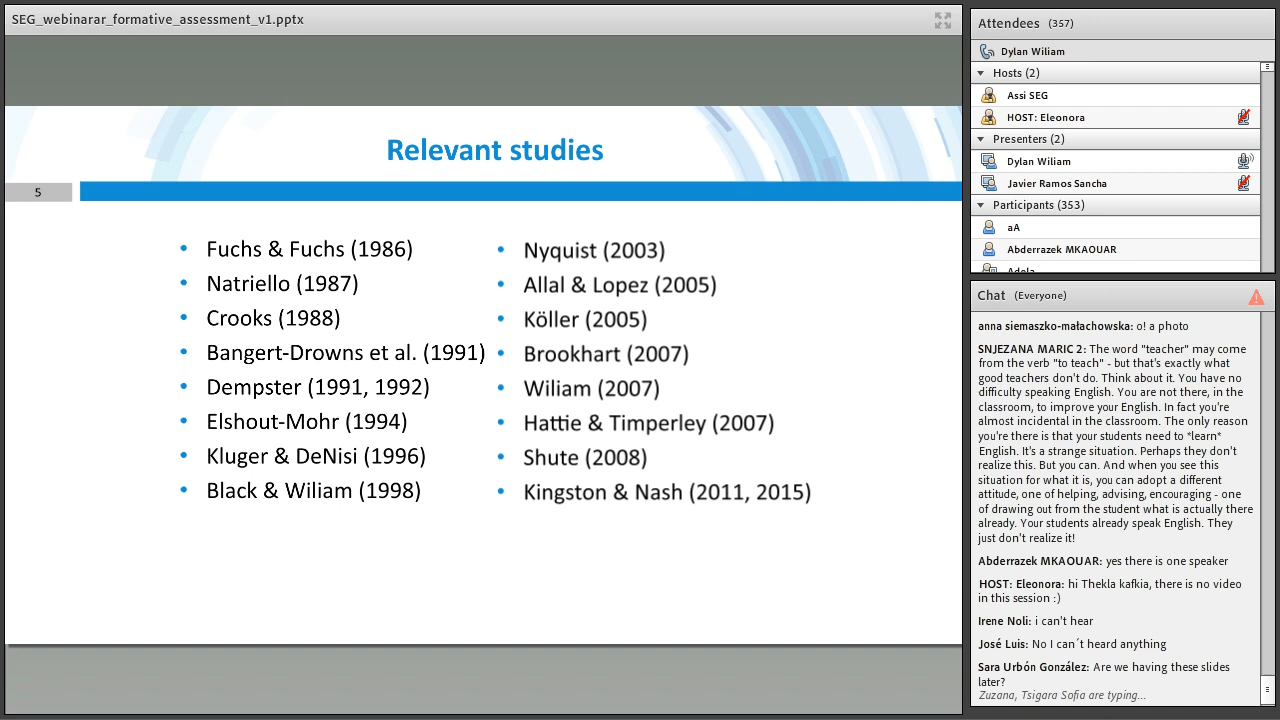 SEG_webinarar_formative_assessment_v1.pptx
Relevant studies
5
• Fuchs & Fuchs (1986)
• Natriello (1987)
• Crooks (1988)
• Bangert-Drowns et al. (1991)
• Dempster (1991, 1992)
• Elshout-Mohr (1994)
• Kluger & DeNisi (1996)
• Black & Wiliam (1998)
• Nyquist (2003)
• Allal & Lopez (2005)
• Köller (2005)
• Brookhart (2007)
• Wiliam (2007)
• Hattie & Timperley (2007)
• Shute (2008)
• Kingston & Nash (2011, 2015)
Attendees (357)
Dylan Wiliam
Hosts (2)
Assi SEG
HOST: Eleonora
Presenters (2)
Dylan Wiliam
Javier Ramos Sancha
Participants (353)
aA
Abderrazek MKAOUAR
Adela
Chat (Everyone)
anna siemaszko-małachowska: o! a photo
SNJEZANA MARIC 2: The word "teacher" may come
from the verb "to teach" - but that's exactly what
good teachers don't do. Think about it. You have no
difficulty speaking English. You are not there, in the
classroom, to improve your English. In fact you're
almost incidental in the classroom. The only reason
you're there is that your students need to *learn*
English. It's a strange situation. Perhaps they don't
realize this. But you can. And when you see this
situation for what it is, you can adopt a different
attitude, one of helping, advising, encouraging - one
of drawing out from the student what is actually there
already. Your students already speak English. They
just don't realize it!
Abderrazek MKAOUAR: yes there is one speaker
HOST: Eleonora: hi Thekla kafkia, there is no video
in this session :)
Irene Noli: i can't hear
José Luis: No I can´t heard anything
Sara Urbón González: Are we having these slides
later?
Zuzana, Tsigara Sofia are typing...